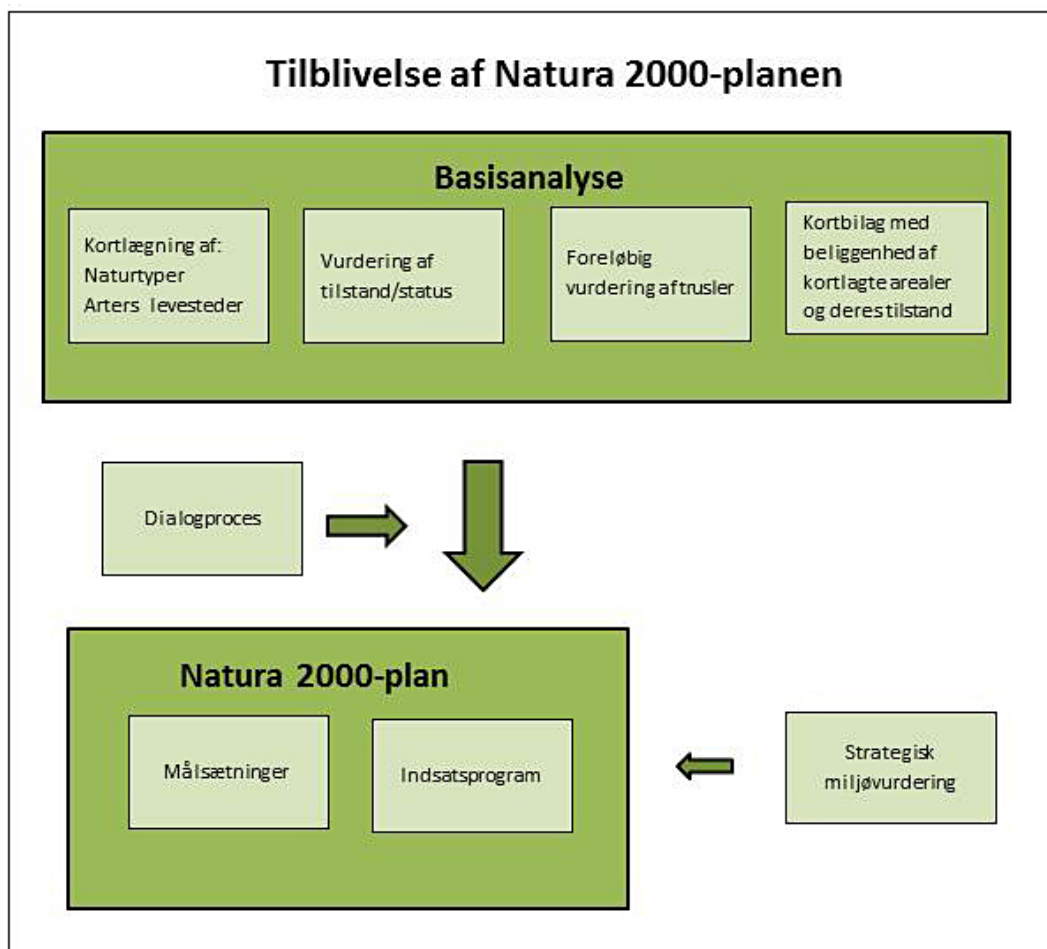 Tilblivelse af Natura 2000-planen
Basisanalyse
Kortlægning af:
Naturtyper
Arters levesteder
Vurdering af
tilstand/status
Foreløbig
vurdering af trusler
Kortbilag med
beliggenhed af
kortlagte arealer
og deres tilstand
Dialogproces
Natura 2000-plan
Målsætninger
Indsatsprogram
Strategisk
miljøvurdering